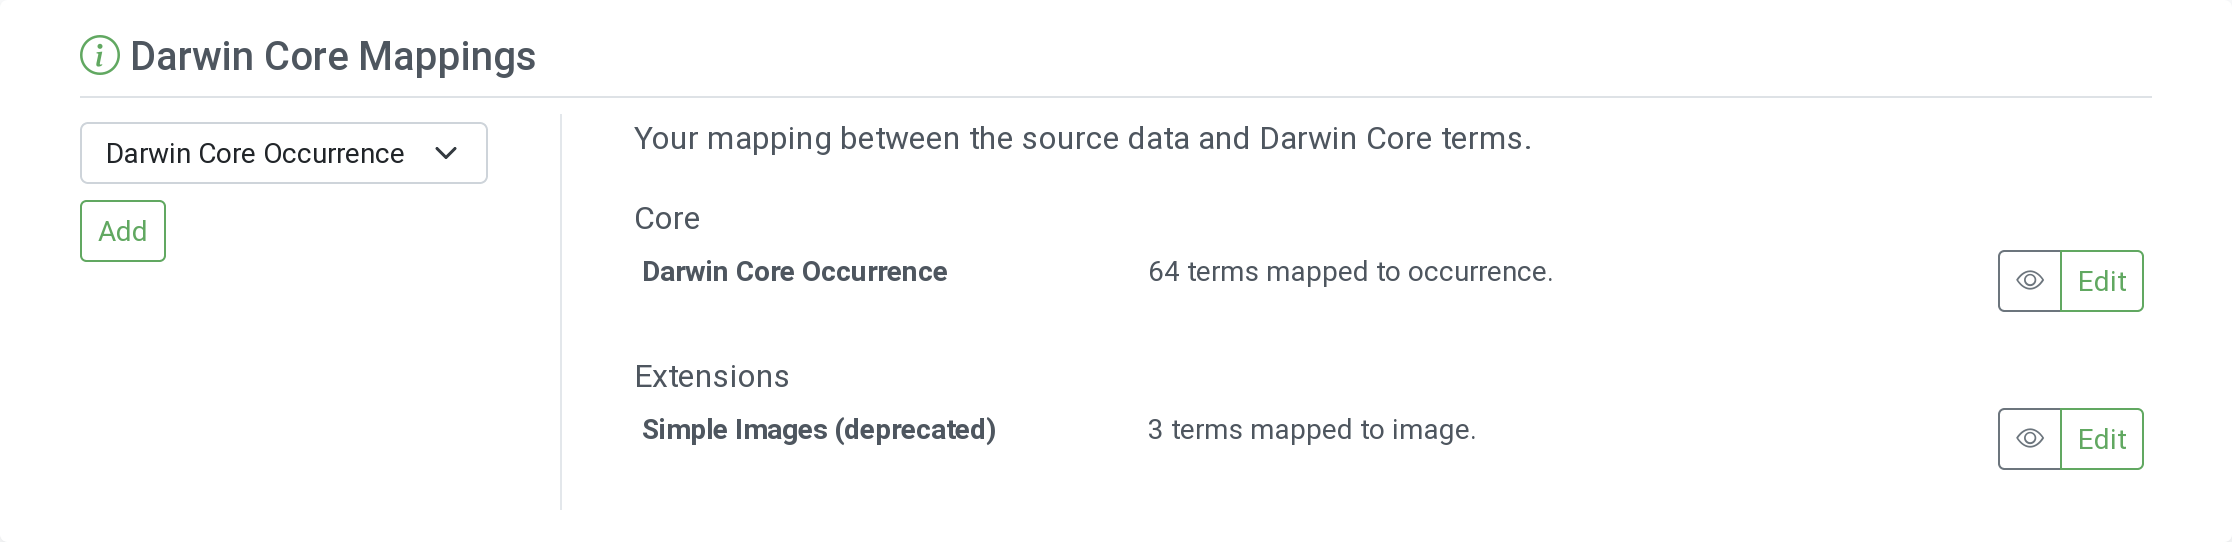 i Darwin Core Mappings
Darwin Core Occurrence
Add
Your mapping between the source data and Darwin Core terms.
Core
Darwin Core Occurrence 64 terms mapped to occurrence. Edit
Extensions
Simple Images (deprecated) 3 terms mapped to image. Edit